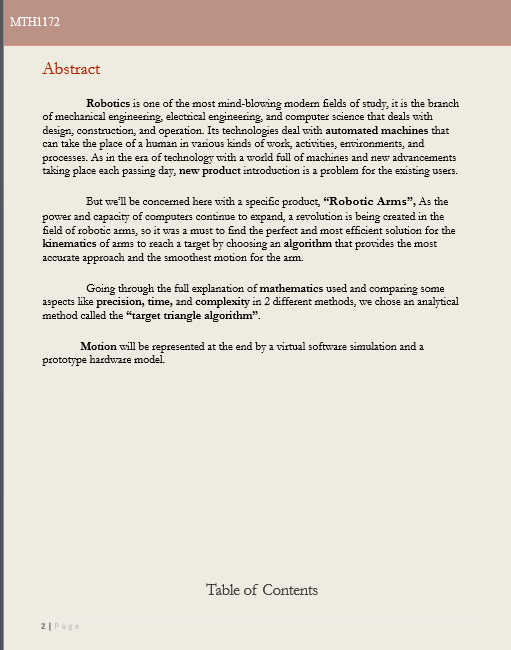 MTH1172
Abstract
Robotics is one of the most mind-blowing modern fields of study, it is the branch
of mechanical engineering, electrical engineering, and computer science that deals with
design, construction, and operation. Its technologies deal with automated machines that
can take the place of a human in various kinds of work, activities, environments, and
processes. As in the era of technology with a world full of machines and new advancements
taking place each passing day, new product introduction is a problem for the existing users.
But we'll be concerned here with a specific product, “Robotic Arms”, As the
power and capacity of computers continue to expand, a revolution is being created in the
field of robotic arms, so it was a must to find the perfect and most efficient solution for the
kinematics of arms to reach a target by choosing an algorithm that provides the most
accurate approach and the smoothest motion for the arm.
Going through the full explanation of mathematics used and comparing some
aspects like precision, time, and complexity in 2 different methods, we chose an analytical
method called the “target triangle algorithm”.
Motion will be represented at the end by a virtual software simulation and a
prototype hardware model.
Table of Contents
2 | Page